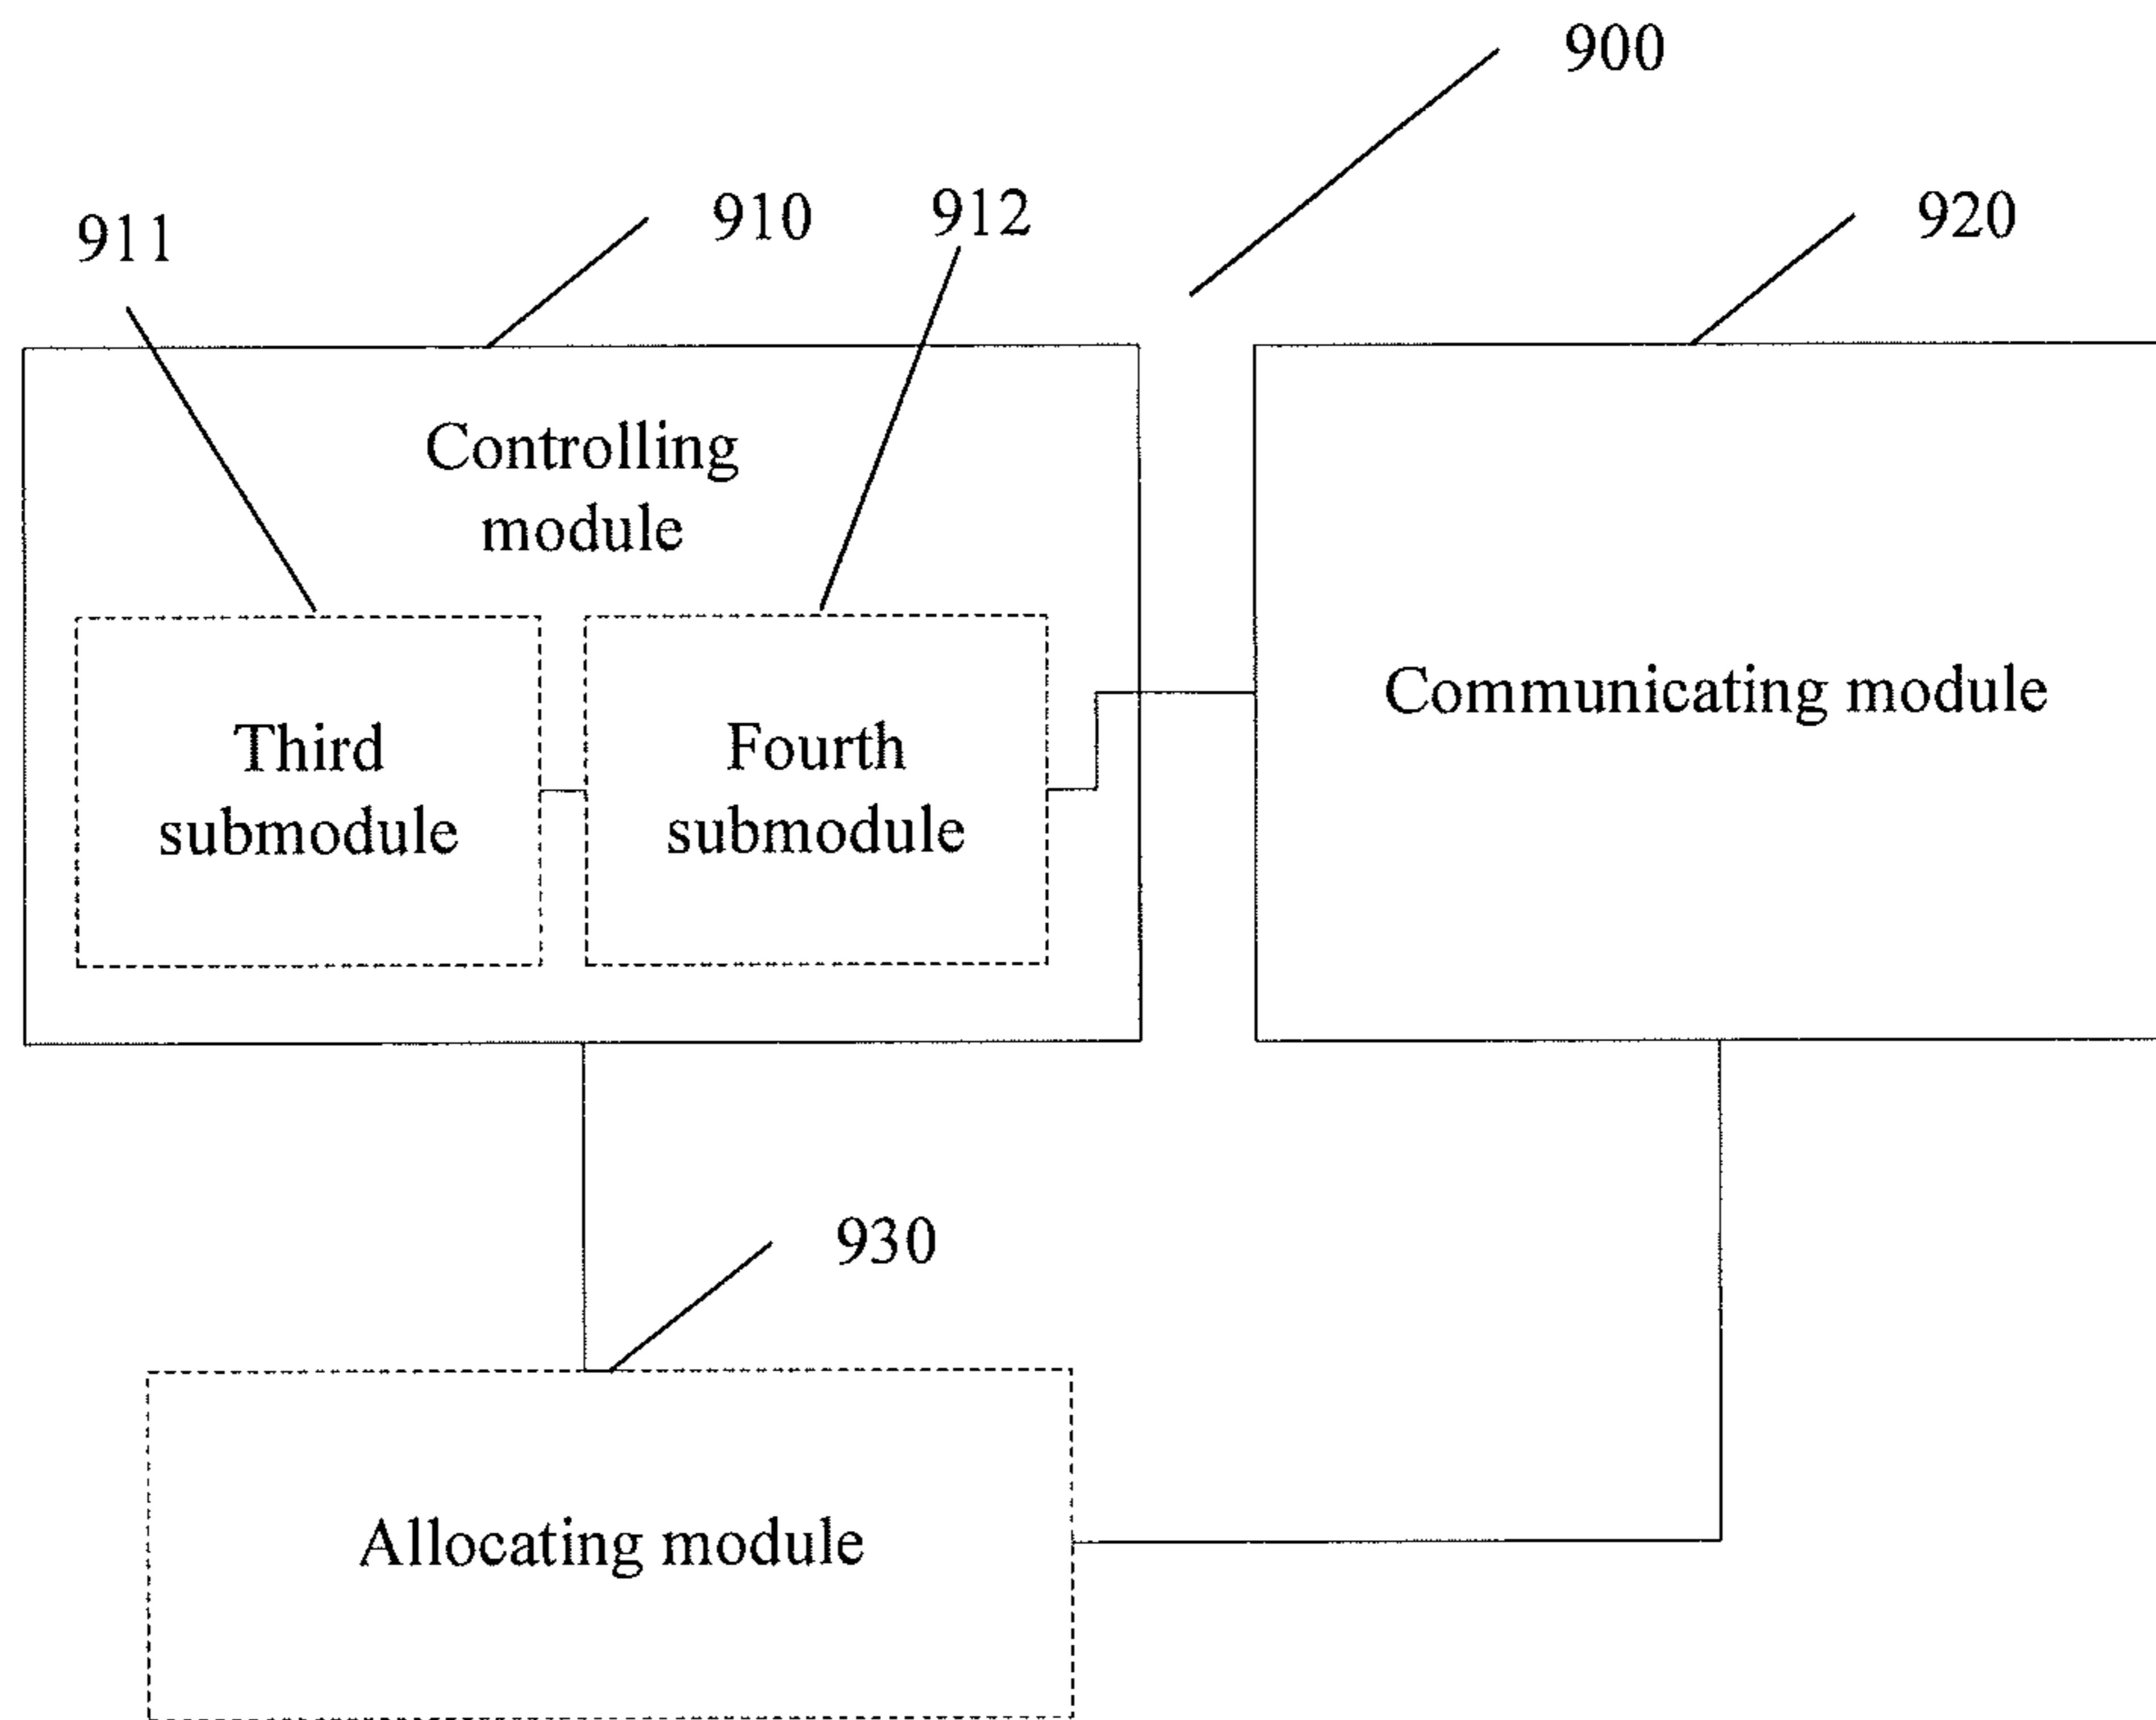 900
911
910
912
920
Controlling
module
Third
submodule
Fourth
submodule
Communicating module
930
Allocating module